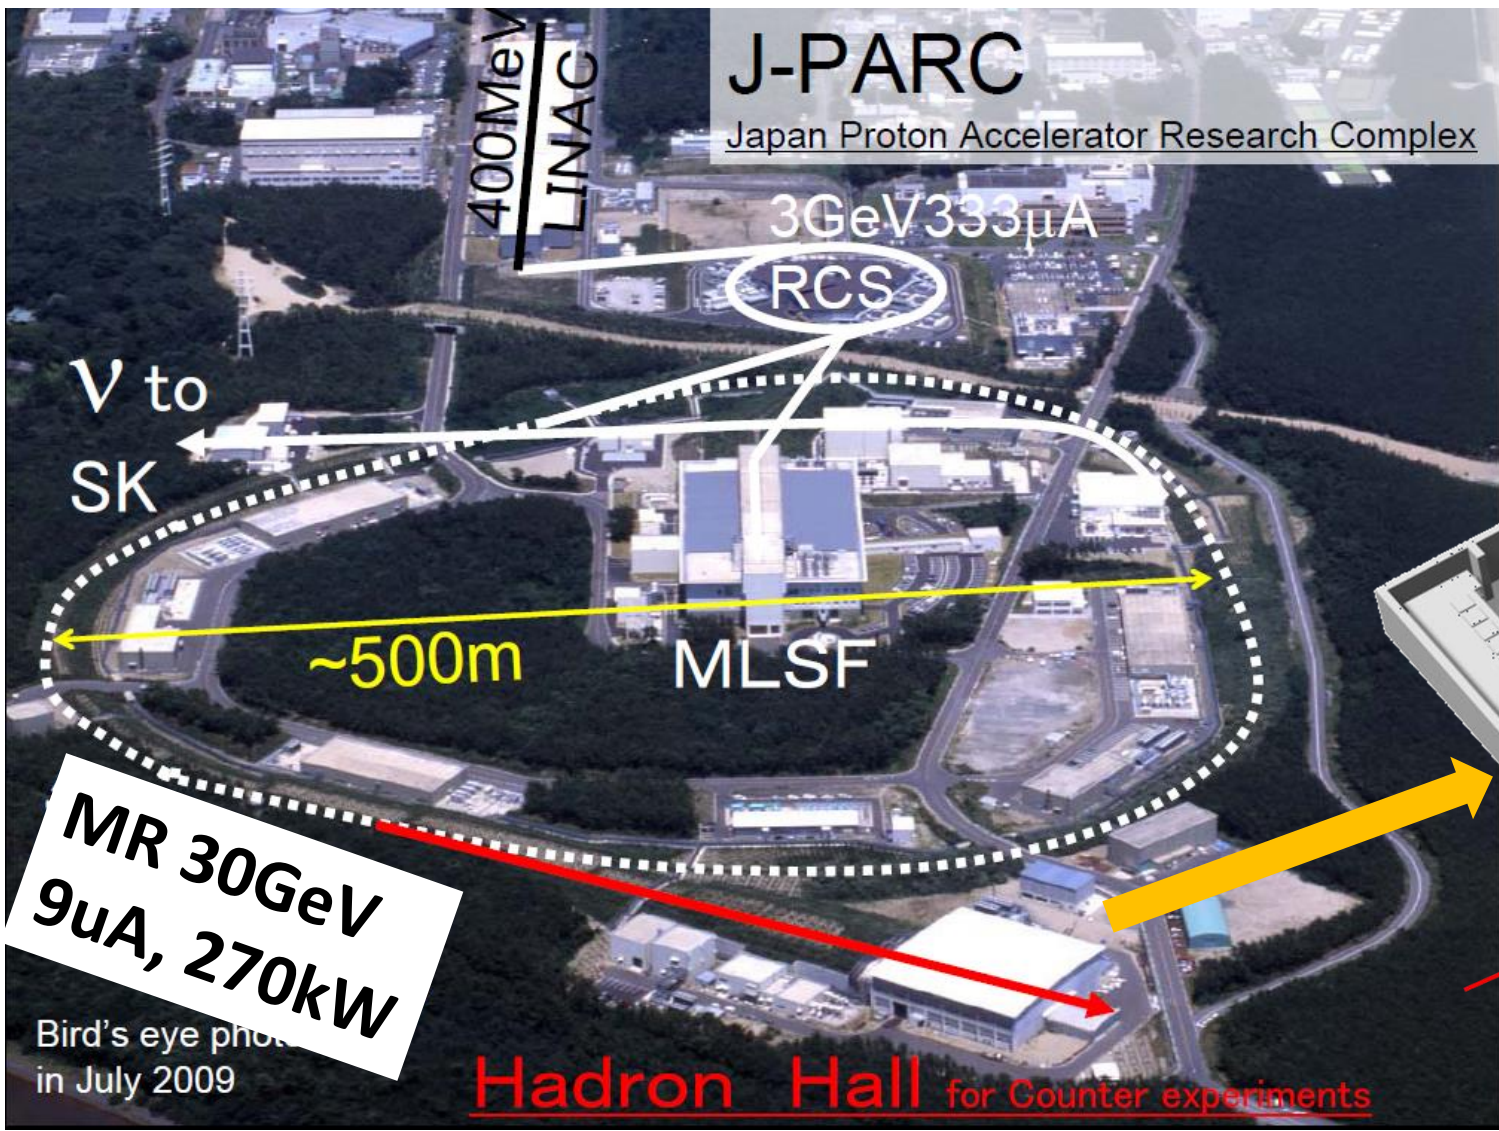 J-PARC
Japan Proton Accelerator Research Complex
400MeV
LINAC
3GeV333μA
RCS
ν to
SK
~500m
MLSF
MR 30GeV
9uA, 270kW
Bird's eye photo
in July 2009
Hadron Hall for Counter experiments